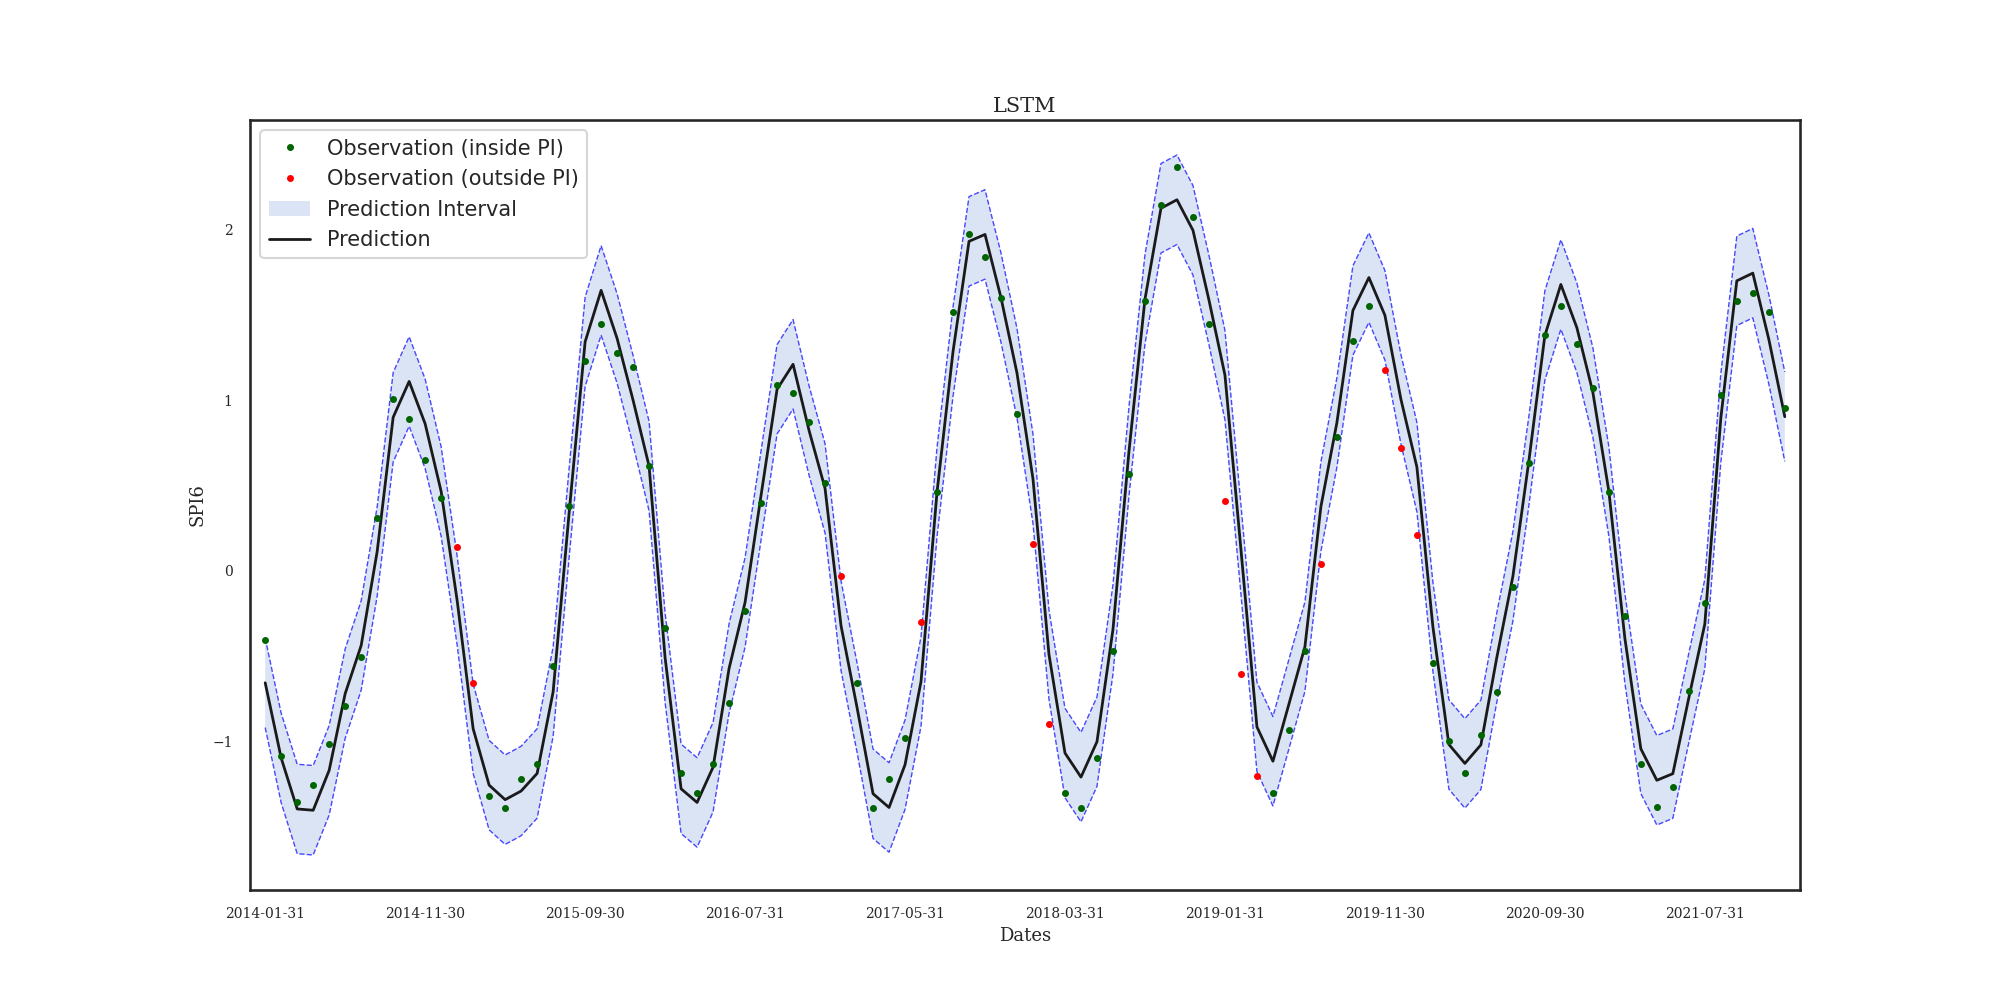 LSTM
Observation (inside PI)
Observation (outside PI)
Prediction Interval
Prediction
2
1
0
−1
SPI6
2014-01-31
2014-11-30
2015-09-30
2016-07-31
2017-05-31
2018-03-31
2019-01-31
2019-11-30
2020-09-30
2021-07-31
Dates